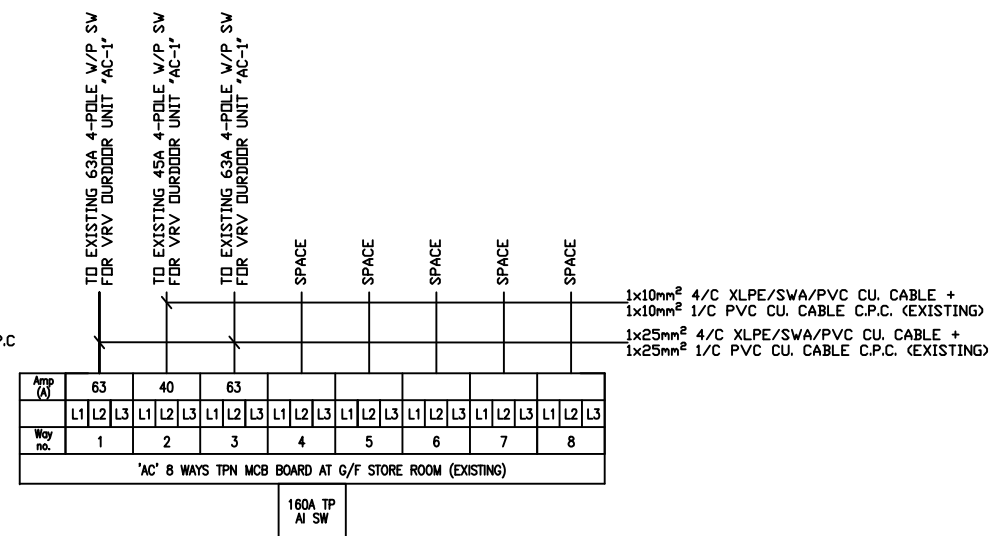 TO EXISTING 63A 4-POLE W/P SW
FOR VRV OURDOOR UNIT "AC-1"
TO EXISTING 45A 4-POLE W/P SW
FOR VRV OURDOOR UNIT "AC-1"
TO EXISTING 63A 4-POLE W/P SW
FOR VRV OURDOOR UNIT "AC-1"
SPACE
SPACE
SPACE
SPACE
SPACE
1x10mm² 4/C XLPE/SWA/PVC CU. CABLE +
1x10mm² 1/C PVC CU. CABLE C.P.C. (EXISTING)
1x25mm² 4/C XLPE/SWA/PVC CU. CABLE +
1x25mm² 1/C PVC CU. CABLE C.P.C. (EXISTING)
Amp (A) 63 40 63
L1 L2 L3 L1 L2 L3 L1 L2 L3 L1 L2 L3 L1 L2 L3 L1 L2 L3 L1 L2 L3 L1 L2 L3
Way no. 1 2 3 4 5 6 7 8
'AC' 8 WAYS TPN MCB BOARD AT G/F STORE ROOM (EXISTING)
160A TP
AI SW